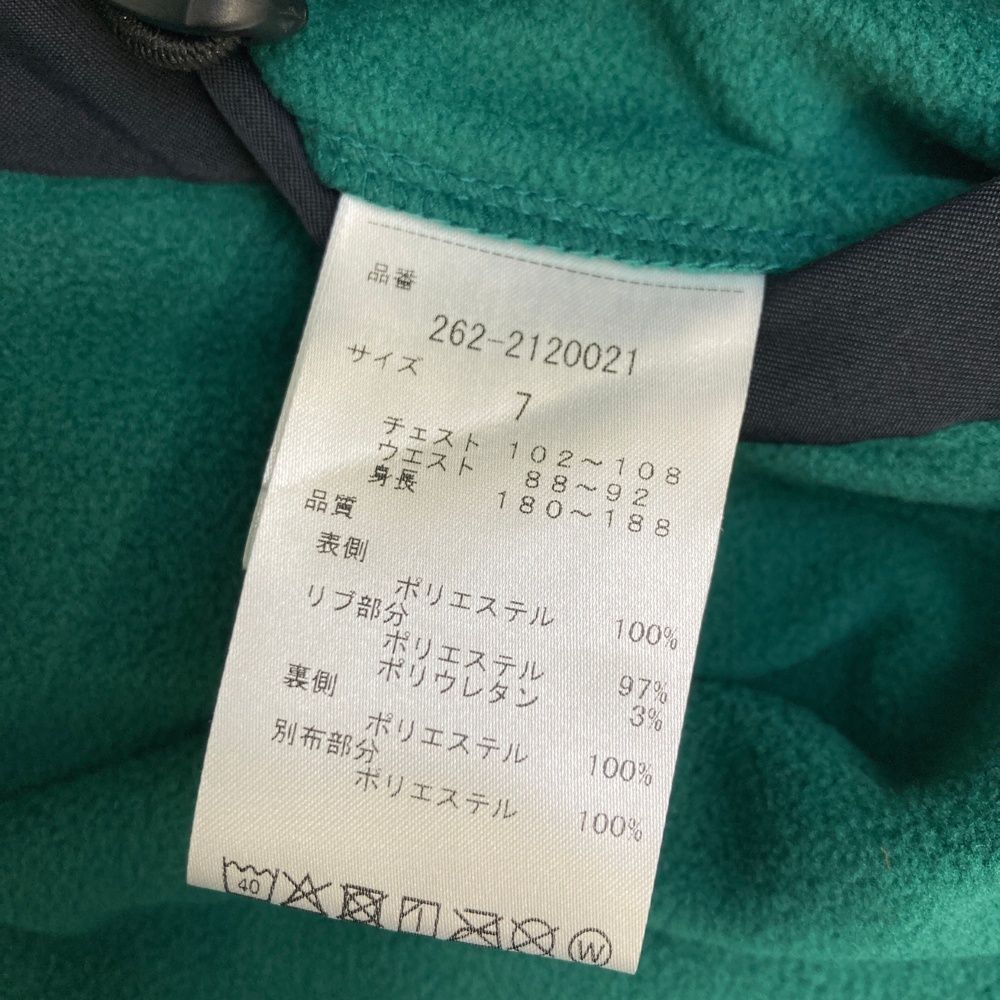 品番
262-2120021
サイズ
7
チェスト 102～108
ウエスト 88～92
身長 180～188
品質
表側
ポリエステル 100%
リブ部分
ポリエステル 97%
ポリウレタン 3%
裏側
ポリエステル 100%
別布部分
ポリエステル 100%
40 W